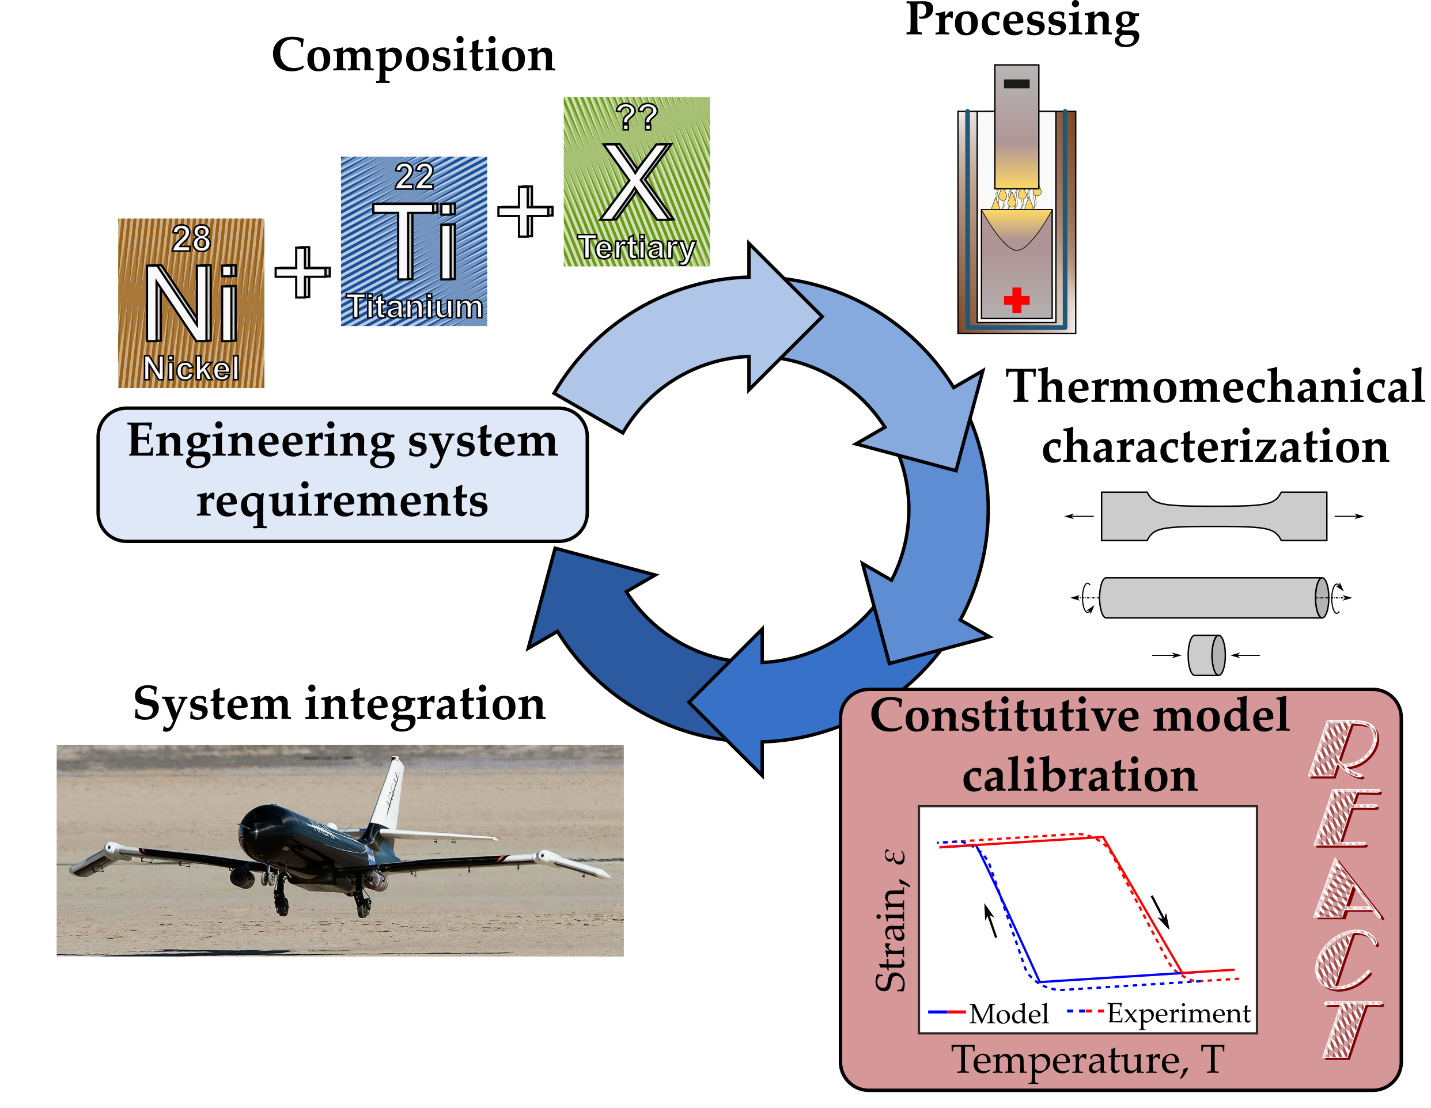 Composition
28
Ni
Nickel
+
22
Ti
Titanium
+
??
X
Tertiary
Processing
Thermomechanical
characterization
Engineering system
requirements
System integration
Constitutive model
calibration
Strain, ε
Model
Experiment
Temperature, T
REACT